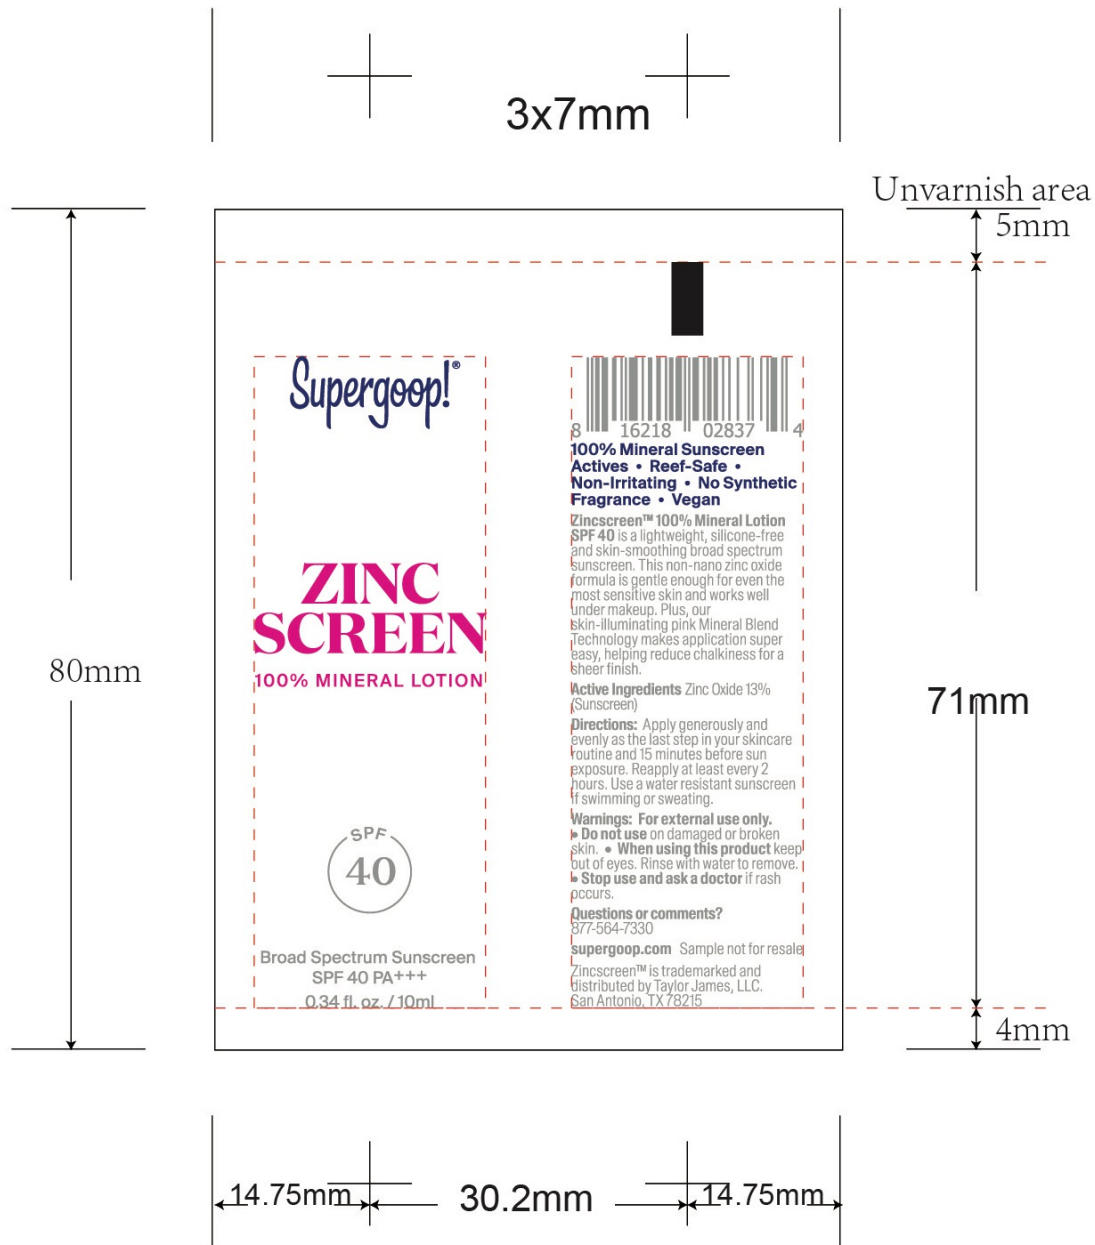 3x7mm
Unvarnish area
5mm
80mm
71mm
4mm
14.75mm
30.2mm
14.75mm
Supergoop!®
ZINC
SCREEN
100% MINERAL LOTION
SPF
40
Broad Spectrum Sunscreen
SPF 40 PA+++
0.34 fl. oz. / 10ml
8 16218 02837 4
100% Mineral Sunscreen
Actives • Reef-Safe •
Non-Irritating • No Synthetic
Fragrance • Vegan
Zincscreen™ 100% Mineral Lotion
SPF 40 is a lightweight, silicone-free
and skin-smoothing broad spectrum
sunscreen. This non-nano zinc oxide
formula is gentle enough for even the
most sensitive skin and works well
under makeup. Plus, our
skin-illuminating pink Mineral Blend
Technology makes application super
easy, helping reduce chalkiness for a
sheer finish.
Active Ingredients Zinc Oxide 13%
(Sunscreen)
Directions: Apply generously and
evenly as the last step in your skincare
routine and 15 minutes before sun
exposure. Reapply at least every 2
hours. Use a water resistant sunscreen
if swimming or sweating.
Warnings: For external use only.
• Do not use on damaged or broken
skin. • When using this product keep
out of eyes. Rinse with water to remove.
• Stop use and ask a doctor if rash
occurs.
Questions or comments?
877-564-7330
supergoop.com Sample not for resale
Zincscreen™ is trademarked and
distributed by Taylor James, LLC.
San Antonio, TX 78215